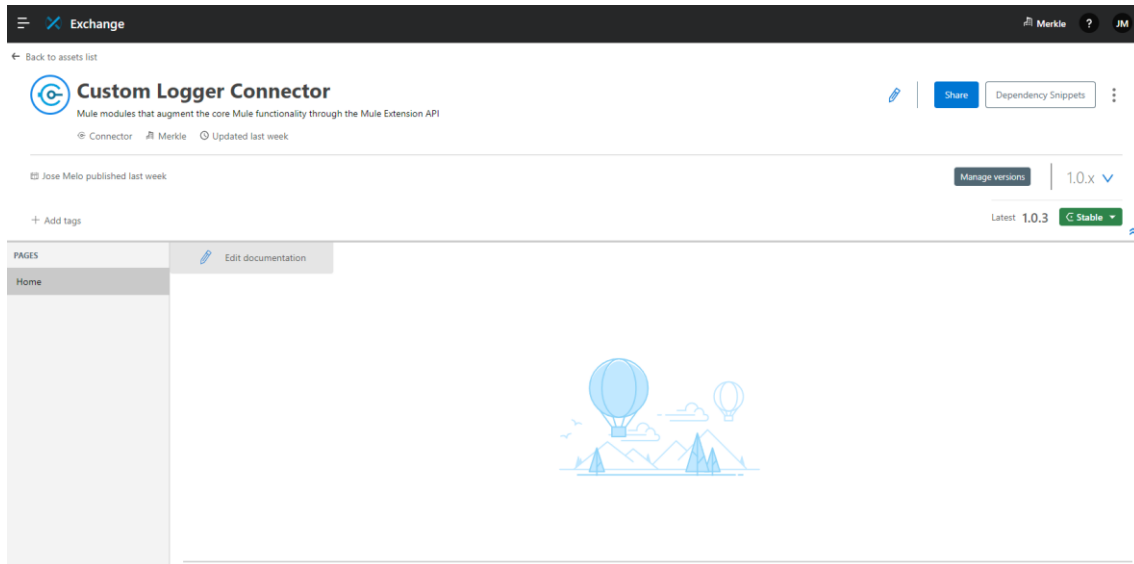 Exchange
Merkle ? JM
Back to assets list
Custom Logger Connector
Mule modules that augment the core Mule functionality through the Mule Extension API
Connector Merkle Updated last week
Share Dependency Snippets
Jose Melo published last week
Manage versions 1.0.x
+ Add tags
Latest 1.0.3 Stable
PAGES
Edit documentation
Home